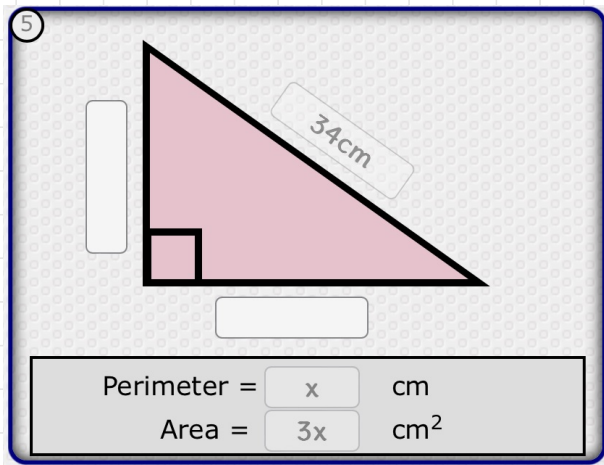 5
34cm
Perimeter = x cm
Area = 3x cm²